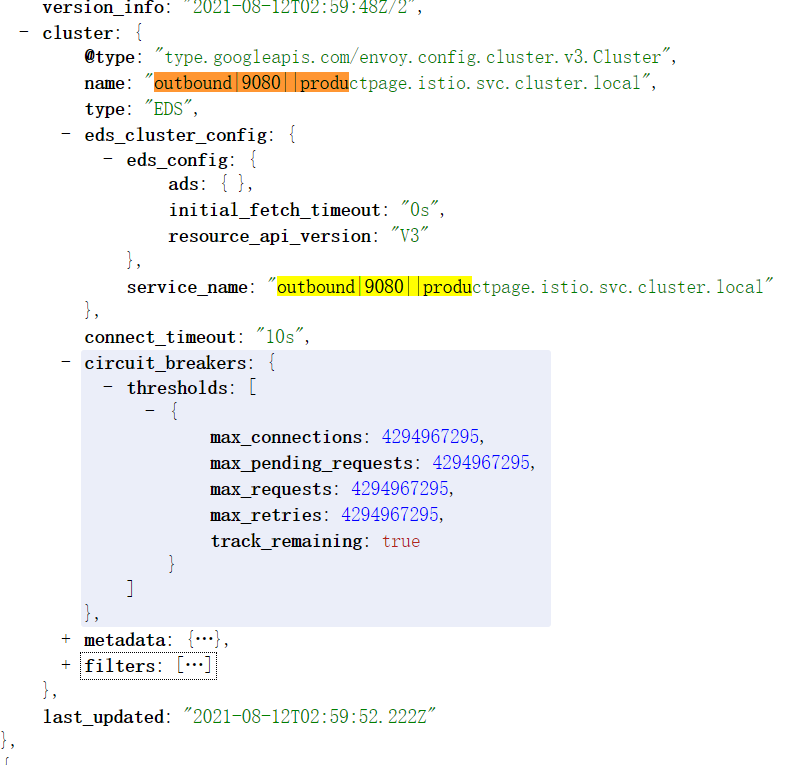 version_info: "2021-08-12T02:59:48Z/2",
- cluster: {
@type: "type.googleapis.com/envoy.config.cluster.v3.Cluster",
name: "outbound|9080||productpage.istio.svc.cluster.local",
type: "EDS",
- eds_cluster_config: {
- eds_config: {
ads: { },
initial_fetch_timeout: "0s",
resource_api_version: "V3"
},
service_name: "outbound|9080||productpage.istio.svc.cluster.local"
},
connect_timeout: "10s",
- circuit_breakers: {
- thresholds: [
- {
max_connections: 4294967295,
max_pending_requests: 4294967295,
max_requests: 4294967295,
max_retries: 4294967295,
track_remaining: true
}
]
},
+ metadata: {⋯},
+ filters: [⋯]
},
last_updated: "2021-08-12T02:59:52.222Z"
},
{